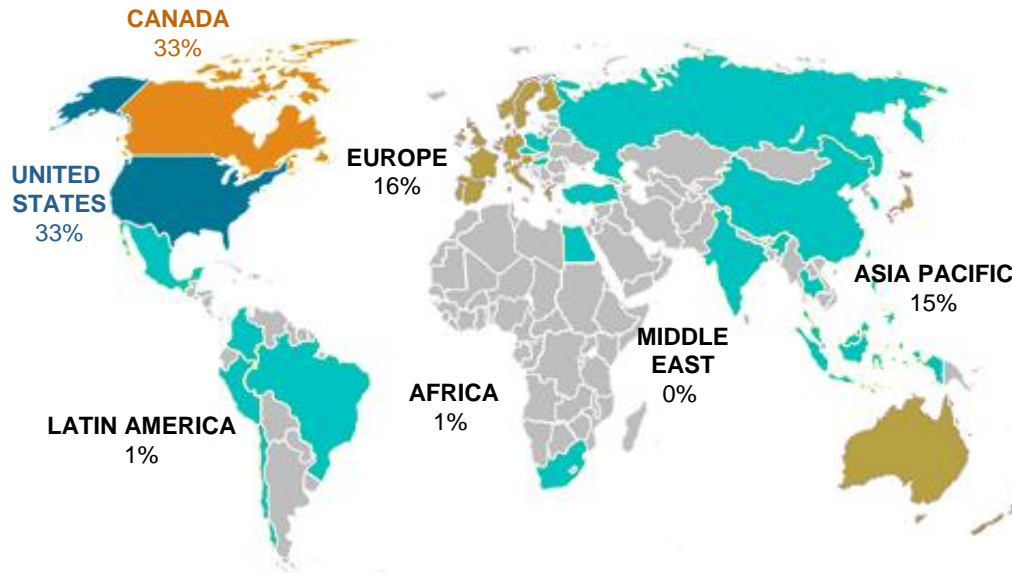 CANADA
33%
UNITED
STATES
33%
EUROPE
16%
ASIA PACIFIC
15%
MIDDLE
EAST
0%
AFRICA
1%
LATIN AMERICA
1%